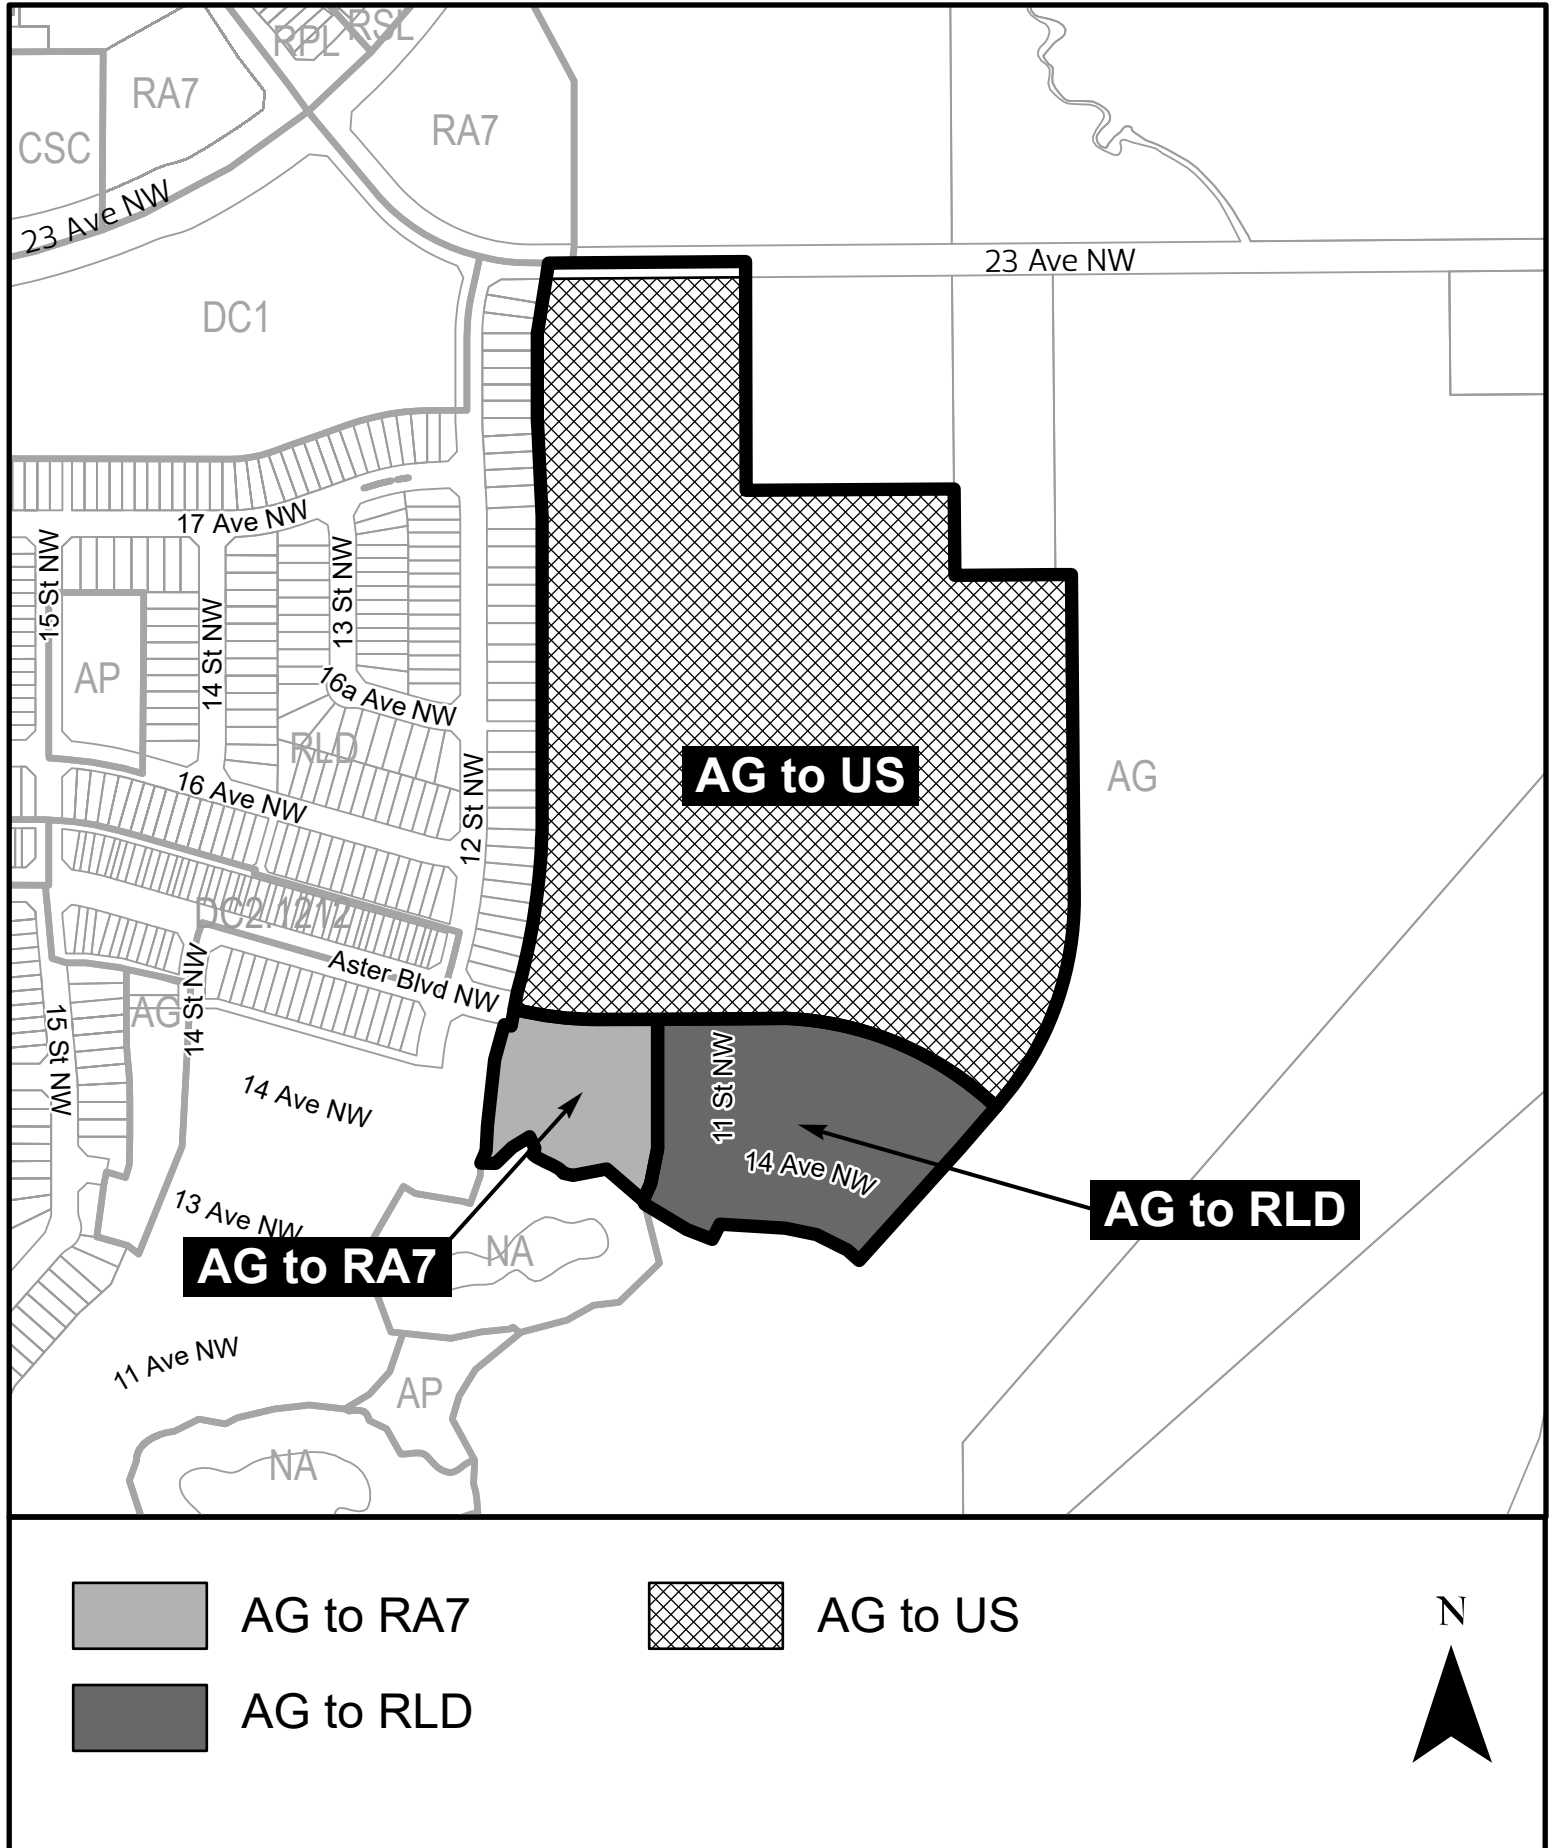 RPL
RSL
RA7
CSC
RA7
23 Ave NW
23 Ave NW
DC1
17 Ave NW
15 St NW
13 St NW
14 St NW
AP
16a Ave NW
RLD
16 Ave NW
12 St NW
AG to US
AG
DC2.1212
Aster Blvd NW
14 St NW
AG
15 St NW
14 Ave NW
11 St NW
14 Ave NW
13 Ave NW
AG to RLD
AG to RA7
NA
11 Ave NW
AP
NA
AG to RA7
AG to US
AG to RLD
N